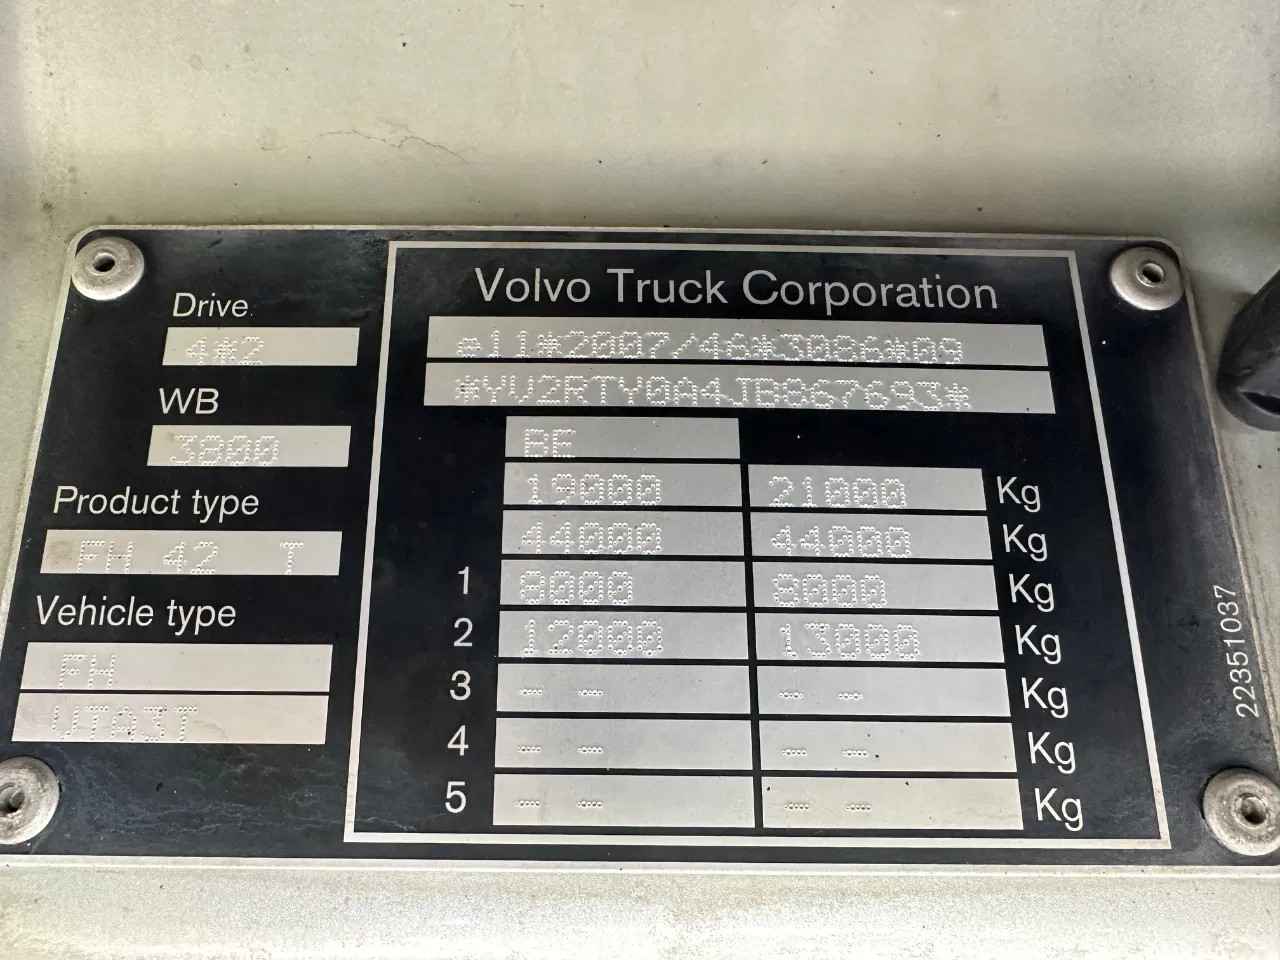 Volvo Truck Corporation
Drive
4*2
e11*2007/46*3086*09
*YV2RTY0A4JB867693*
WB
3800
BE
19000 21000 Kg
Product type
FH 42 T
44000 44000 Kg
1 8000 8000 Kg
Vehicle type
2 12000 13000 Kg
FH
3 -- -- -- -- Kg
VTA3T
4 -- -- -- -- Kg
5 -- -- -- -- Kg
22351037